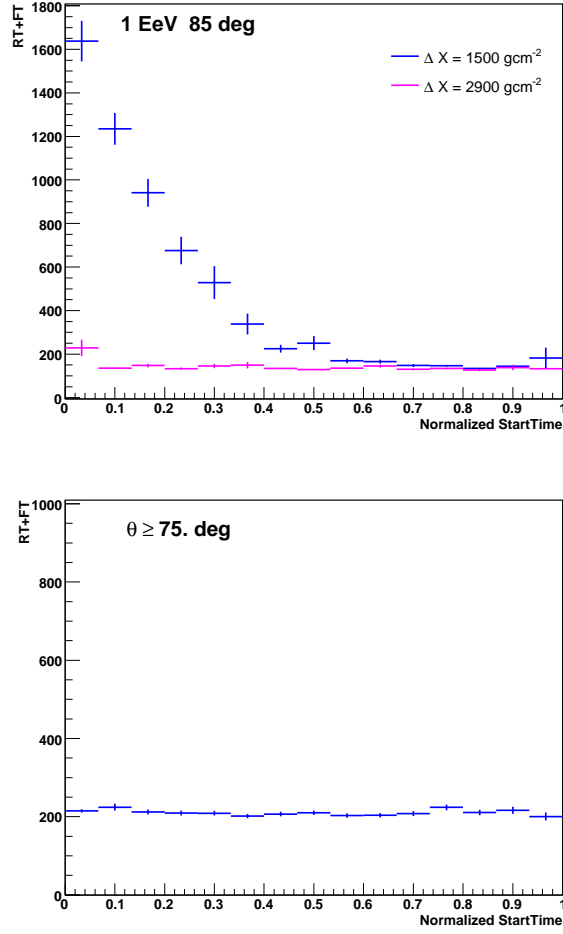 RT+FT
1 EeV 85 deg
Δ X = 1500 gcm⁻²
Δ X = 2900 gcm⁻²
1800
1600
1400
1200
1000
800
600
400
200
0
0 0.1 0.2 0.3 0.4 0.5 0.6 0.7 0.8 0.9 1
Normalized StartTime
RT+FT
θ ≥ 75. deg
1000
800
600
400
200
0
0 0.1 0.2 0.3 0.4 0.5 0.6 0.7 0.8 0.9 1
Normalized StartTime